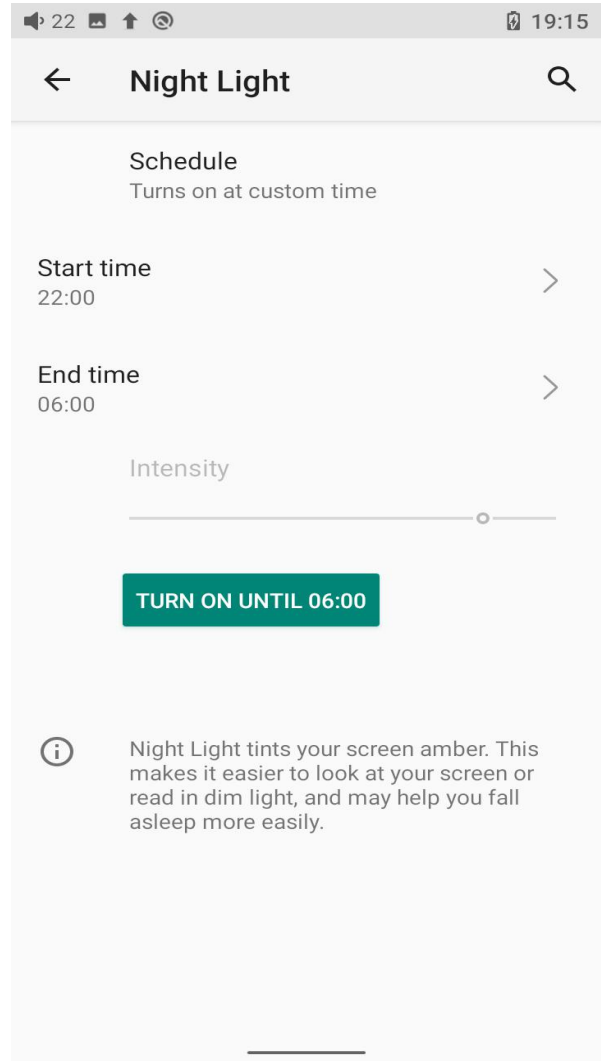 22 19:15
Night Light
Schedule
Turns on at custom time
Start time
22:00
End time
06:00
Intensity
TURN ON UNTIL 06:00
Night Light tints your screen amber. This
makes it easier to look at your screen or
read in dim light, and may help you fall
asleep more easily.